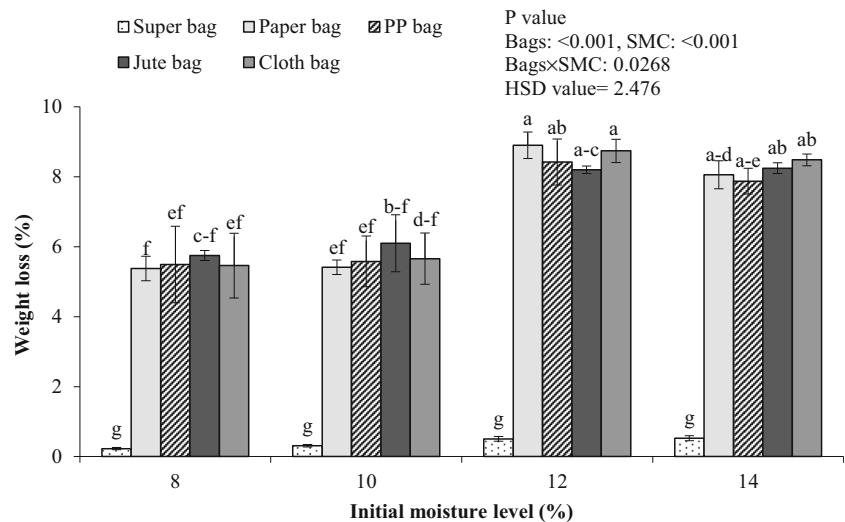 Super bag Paper bag PP bag
Jute bag Cloth bag
P value
Bags: <0.001, SMC: <0.001
Bags×SMC: 0.0268
HSD value= 2.476
Weight loss (%)
10
8
6
4
2
0
g f ef c-f ef
g ef ef b-f d-f
g a ab a-c a
g a-d a-e ab ab
8 10 12 14
Initial moisture level (%)